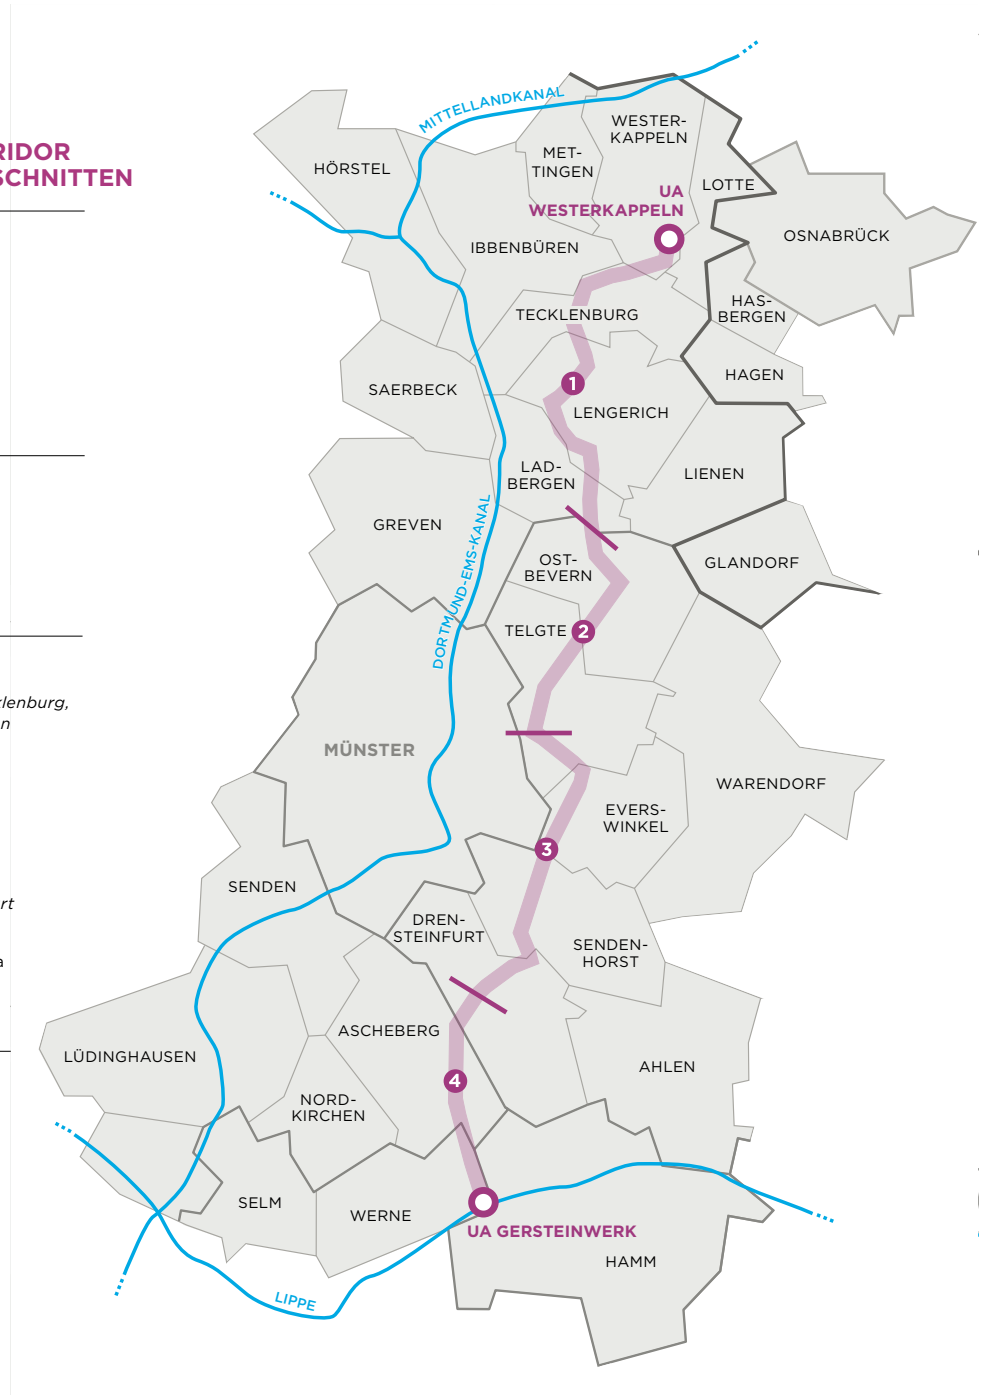 RIDOR
SCHNITTEN
klenburg,
n
rt
a
MITTELLANDKANAL
WESTER-
KAPPELN
MET-
TINGEN
HÖRSTEL
LOTTE
UA
WESTERKAPPELN
OSNABRÜCK
IBBENBÜREN
HAS-
BERGEN
TECKLENBURG
HAGEN
1
SAERBECK
LENGERICH
LAD-
BERGEN
LIENEN
GREVEN
DORTMUND-EMS-KANAL
OST-
BEVERN
GLANDORF
TELGTE
2
MÜNSTER
WARENDORF
EVERS-
WINKEL
3
SENDEN
DREN-
STEINFURT
SENDEN-
HORST
ASCHEBERG
LÜDINGHAUSEN
AHLEN
4
NORD-
KIRCHEN
SELM
WERNE
UA GERSTEINWERK
HAMM
LIPPE